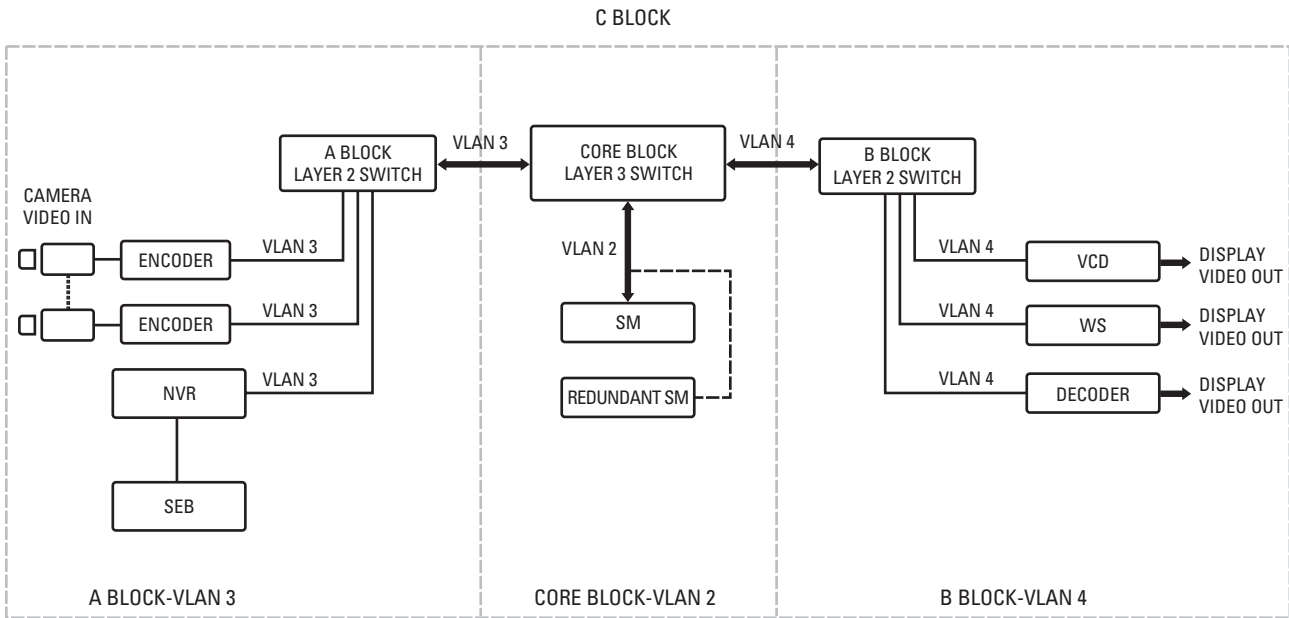 C BLOCK
A BLOCK
LAYER 2 SWITCH
VLAN 3
CORE BLOCK
LAYER 3 SWITCH
VLAN 4
B BLOCK
LAYER 2 SWITCH
CAMERA
VIDEO IN
ENCODER
VLAN 3
ENCODER
VLAN 3
NVR
VLAN 3
SEB
VLAN 2
SM
REDUNDANT SM
VLAN 4
VCD
DISPLAY
VIDEO OUT
VLAN 4
WS
DISPLAY
VIDEO OUT
VLAN 4
DECODER
DISPLAY
VIDEO OUT
A BLOCK-VLAN 3
CORE BLOCK-VLAN 2
B BLOCK-VLAN 4